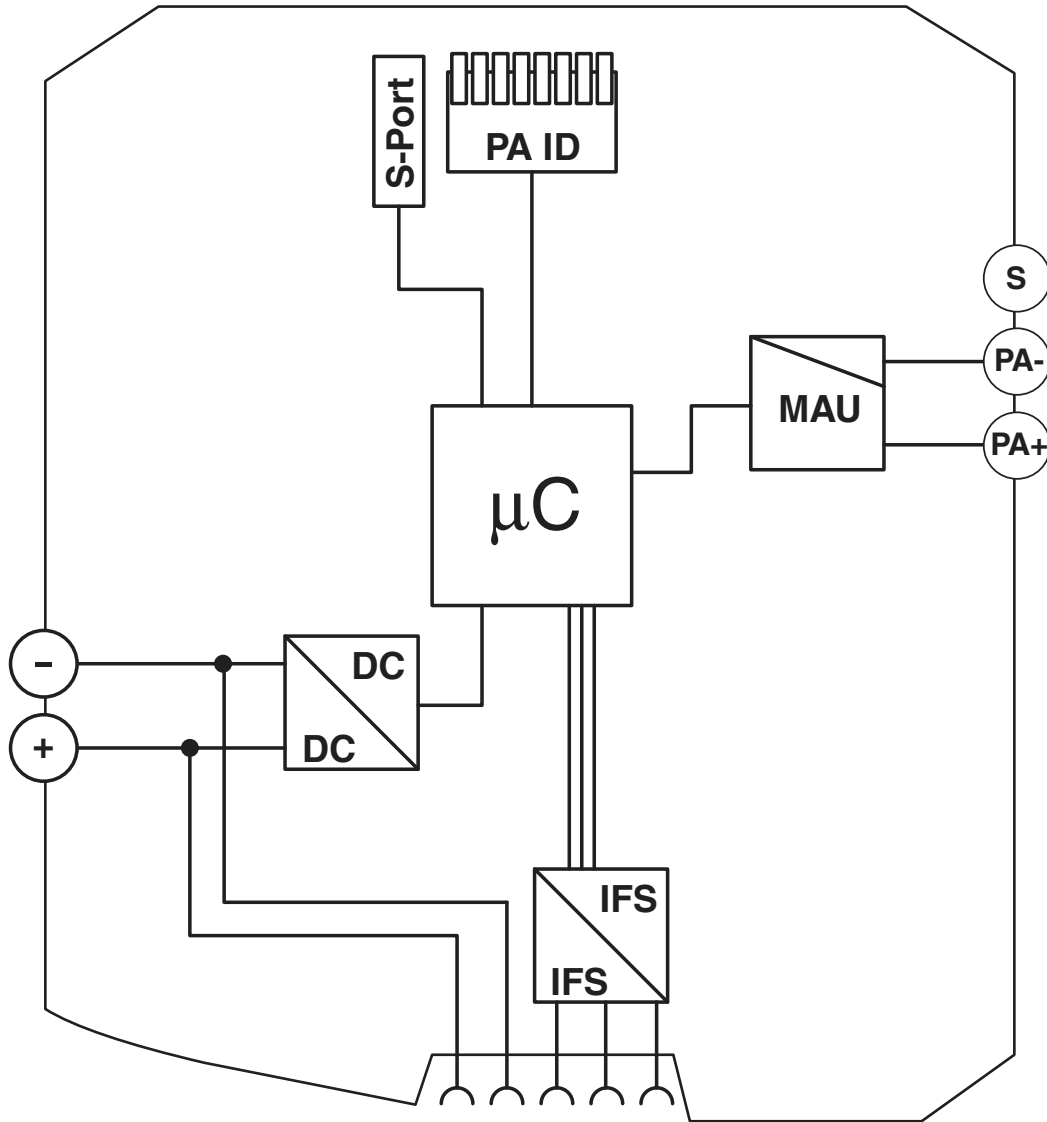 S-Port
PA ID
S
PA-
MAU
PA+
µC
-
DC
+
DC
IFS
IFS